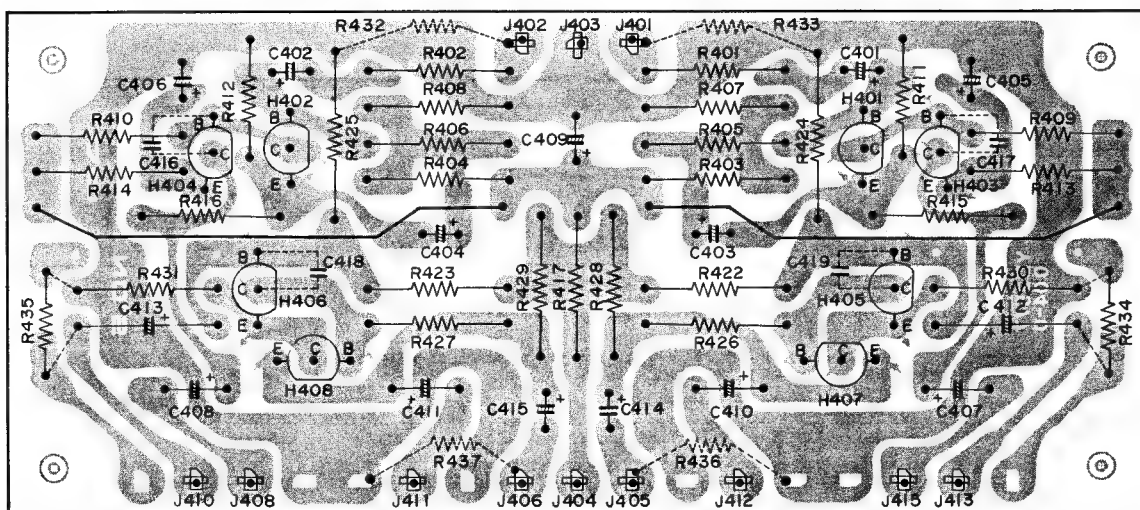 R432 J402 J403 J401 R433
C402 R402 R401 C401
C406 R412 R408 R407 R411 C405
H402 R425 R424 H401
R410 B B C409 B B R409
R406 R405
C416 C C C C C417
R404 R403
R414 H404 E E E E H403 R413
R416 R415
C404 C403
R431 B C418 R423 R429 R417 R428 R422 C419 B R430
C413 C H406 H405 C C412
R435 E R427 R426 E R434
E C B B C E
H408 H407
C408 C411 C415 C414 C410 C407
R437 R436
J410 J408 J411 J406 J404 J405 J412 J415 J413